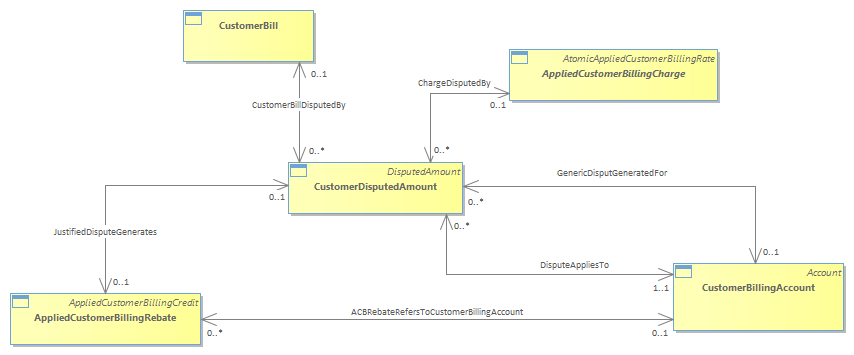 CustomerBill
0..1
AtomicAppliedCustomerBillingRate
AppliedCustomerBillingCharge
ChargeDisputedBy
0..1
CustomerBillDisputedBy
0..*
0..*
DisputedAmount
CustomerDisputedAmount
GenericDisputGeneratedFor
0..1
0..*
0..*
JustifiedDisputeGenerates
0..1
DisputeAppliesTo
0..1
1..1
Account
CustomerBillingAccount
AppliedCustomerBillingCredit
AppliedCustomerBillingRebate
ACBRebateRefersToCustomerBillingAccount
0..*
0..1